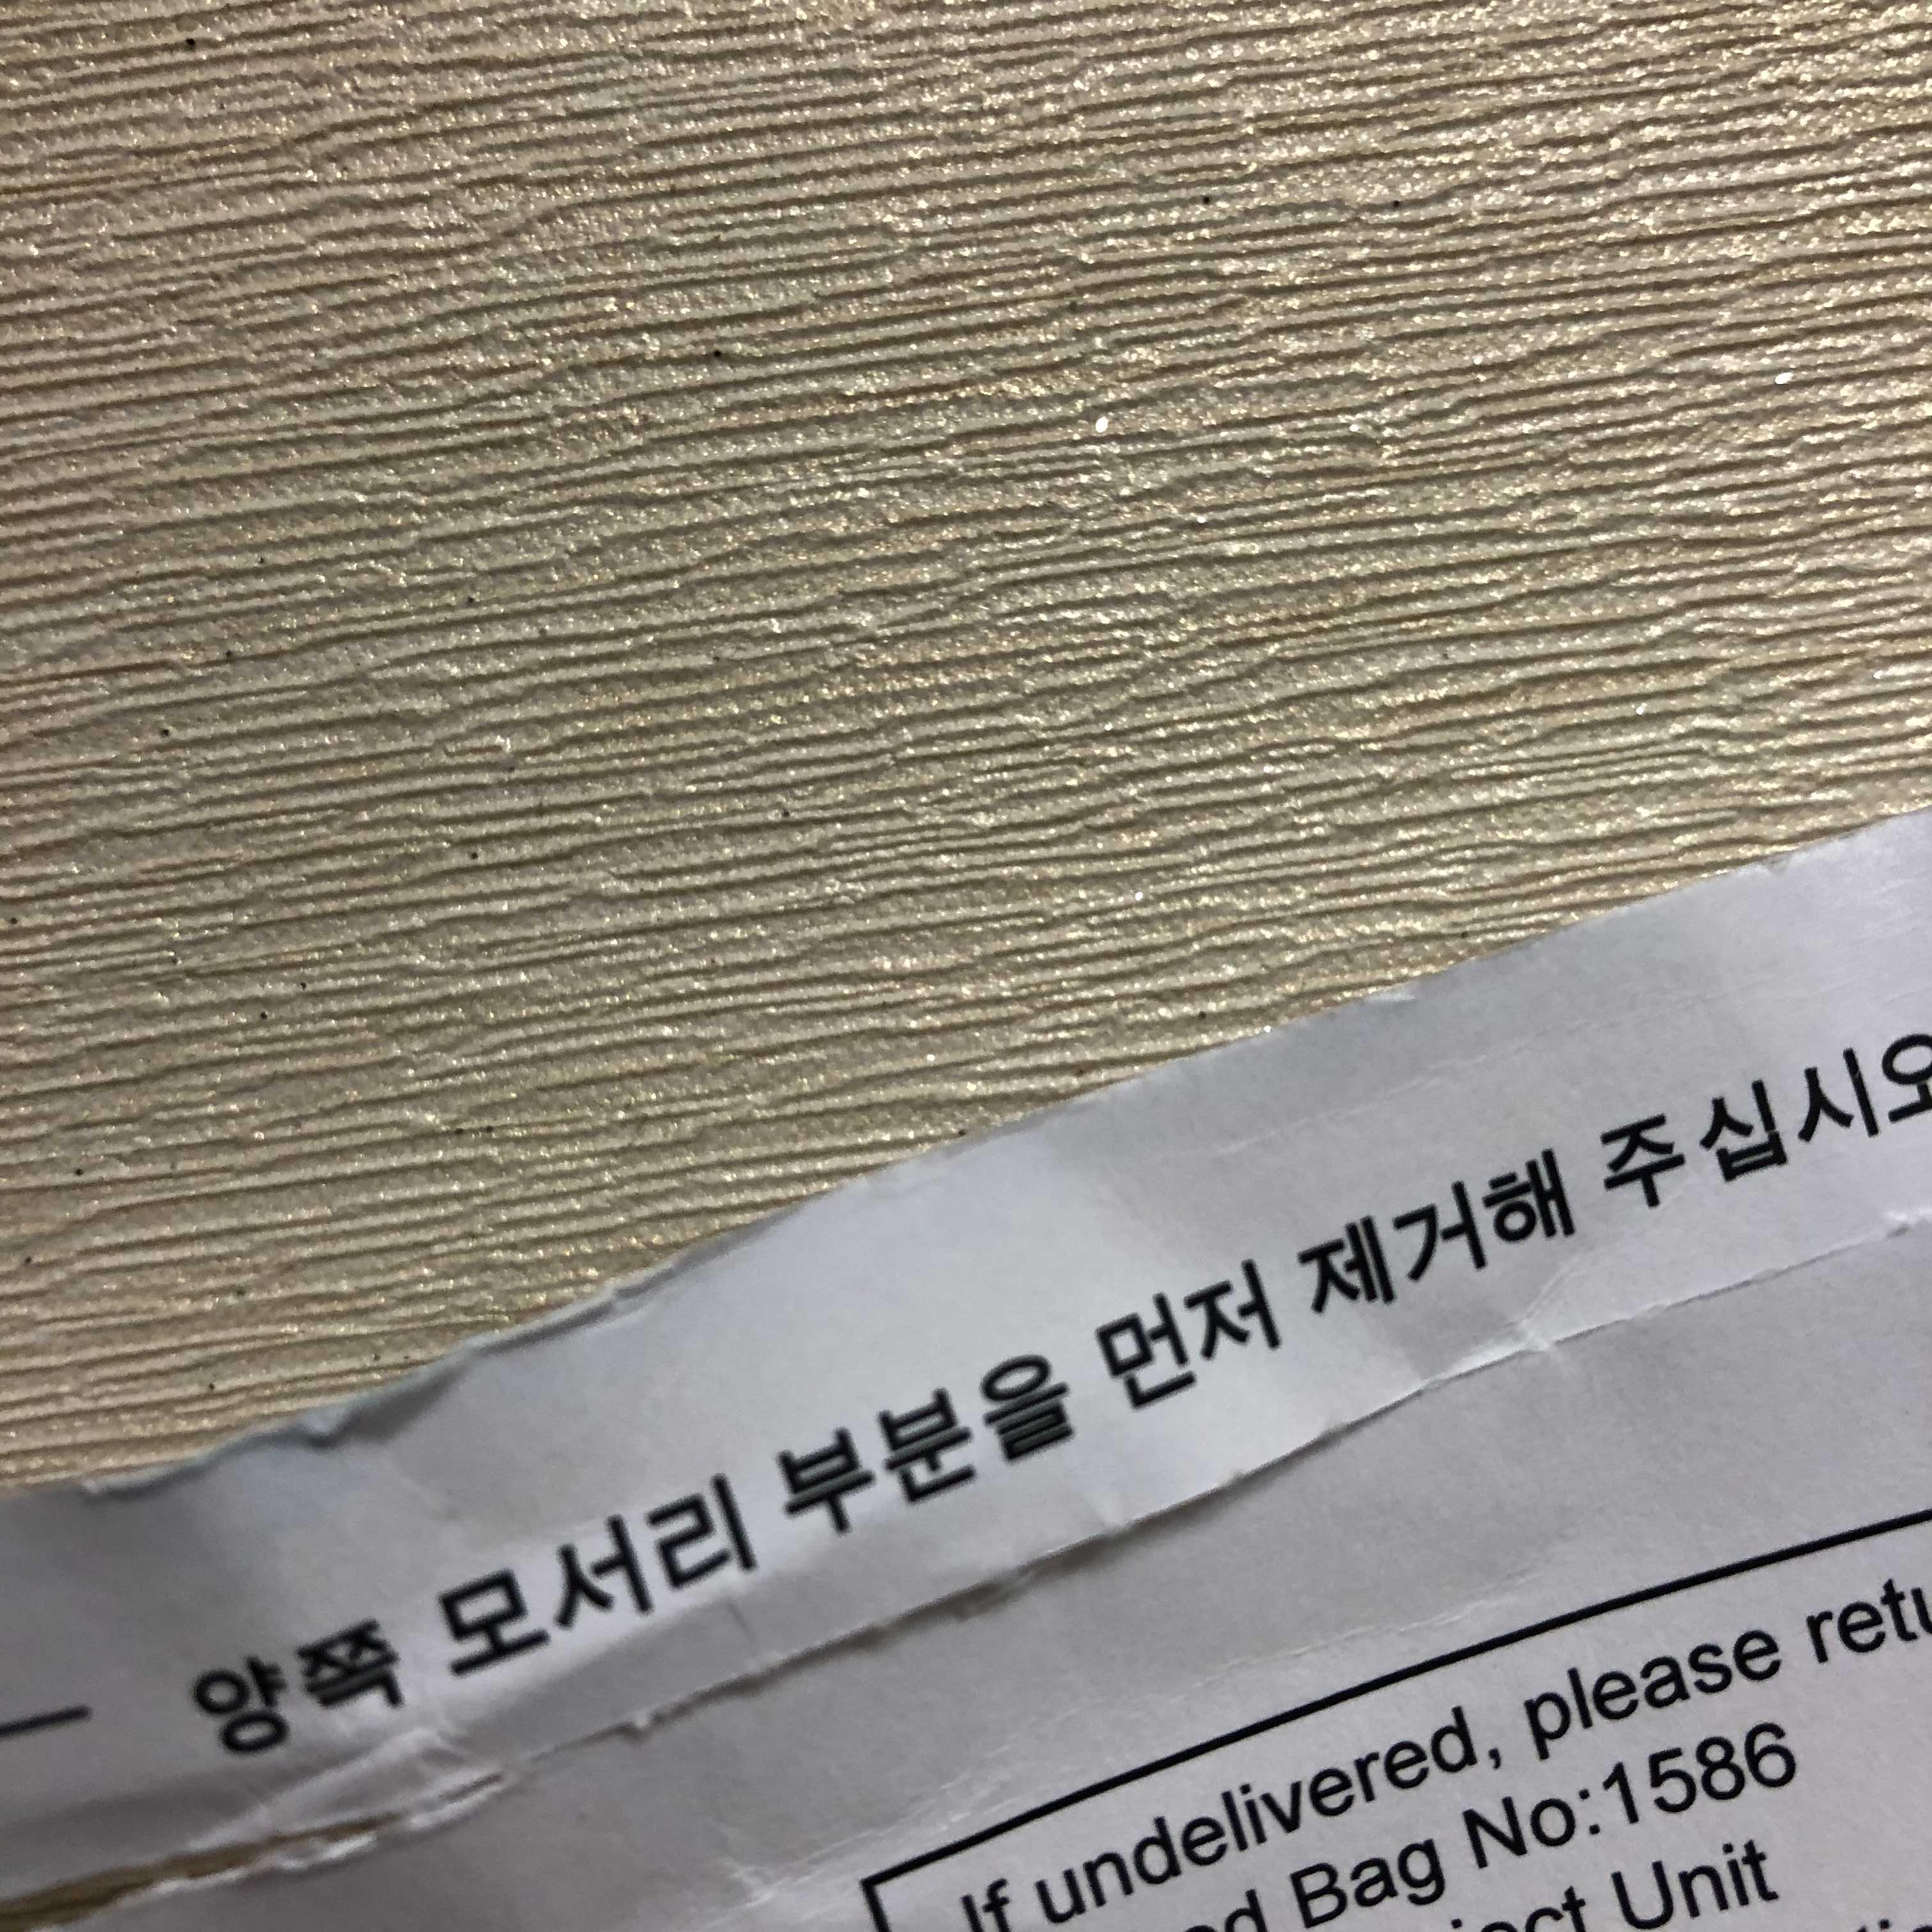 양쪽 모서리 부분을 먼저 제거해 주십시오
If undelivered, please
Bag No:1586
Unit